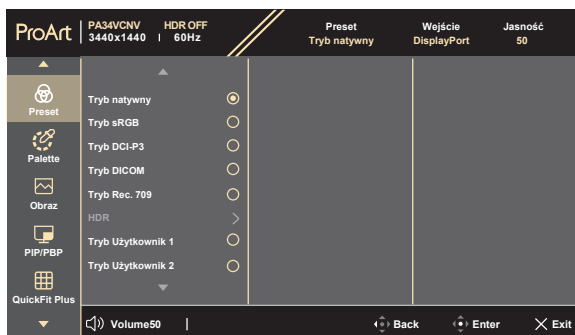 ProArt
PA34VCNV HDR OFF
3440x1440 | 60Hz
Preset
Tryb natywny
Wejście
DisplayPort
Jasność
50
Preset
Palette
Obraz
PIP/PBP
QuickFit Plus
Tryb natywny
Tryb sRGB
Tryb DCI-P3
Tryb DICOM
Tryb Rec. 709
HDR
Tryb Użytkownik 1
Tryb Użytkownik 2
Volume50 |
Back
Enter
Exit